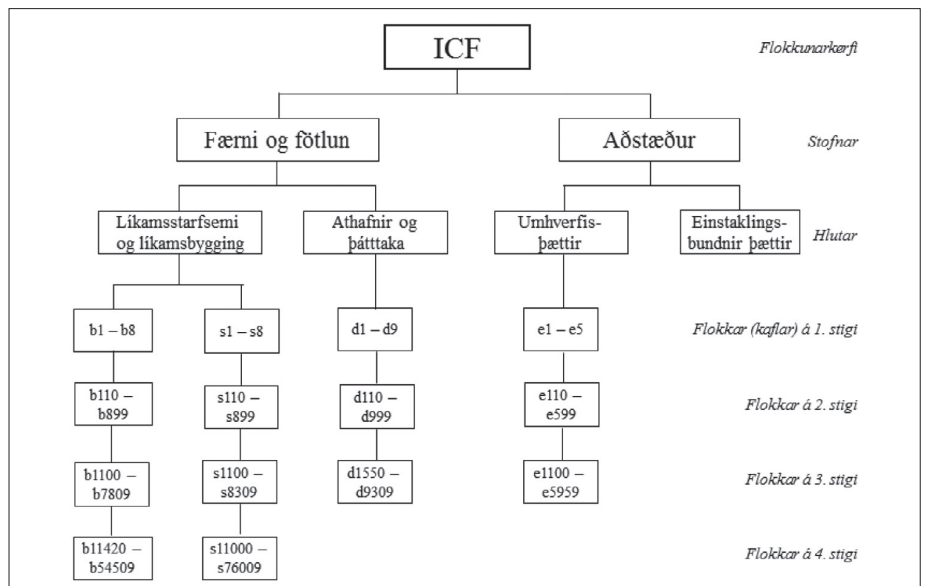 ICF
Flokkunarkerfi
Færni og fötlun
Aðstæður
Stofnar
Líkamsstarfsemi
og líkamsbygging
Athafnir og
þátttaka
Umhverfis-
þættir
Einstaklings-
bundnir þættir
Hlutar
b1 – b8
s1 – s8
d1 – d9
e1 – e5
Flokkar (kaflar) á 1. stigi
b110 –
b899
s110 –
s899
d110 –
d999
e110 –
e599
Flokkar á 2. stigi
b1100 –
b7809
s1100 –
s8309
d1550 –
d9309
e1100 –
e5959
Flokkar á 3. stigi
b11420 –
b54509
s11000 –
s76009
Flokkar á 4. stigi